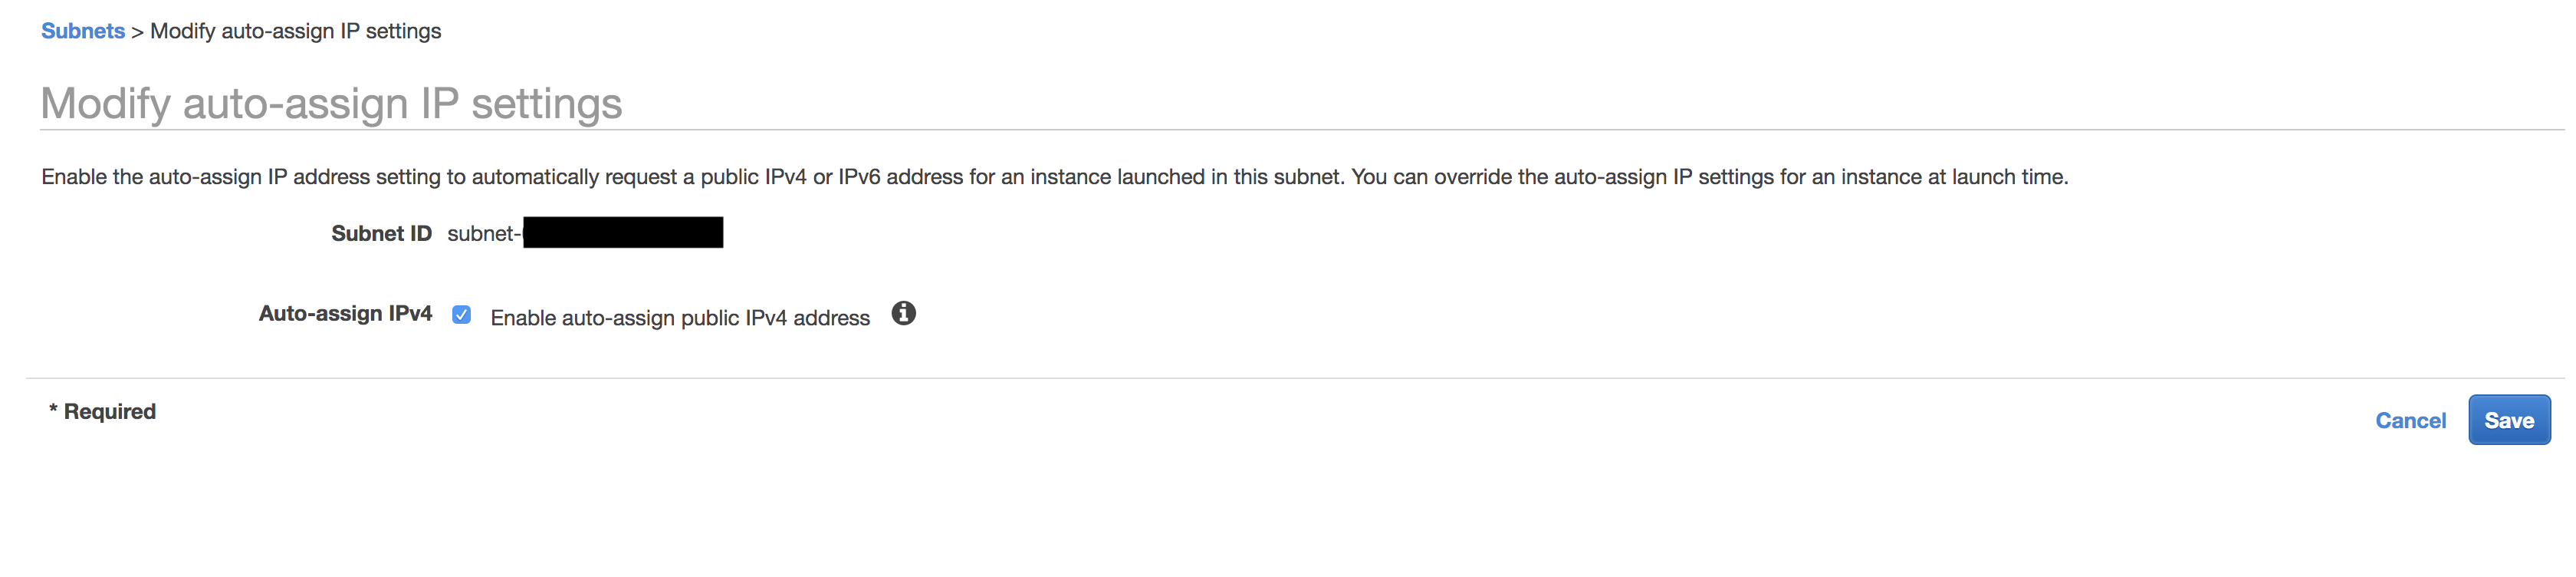 Subnets > Modify auto-assign IP settings
Modify auto-assign IP settings
Enable the auto-assign IP address setting to automatically request a public IPv4 or IPv6 address for an instance launched in this subnet. You can override the auto-assign IP settings for an instance at launch time.
Subnet ID subnet-
Auto-assign IPv4 Enable auto-assign public IPv4 address
* Required
Cancel Save